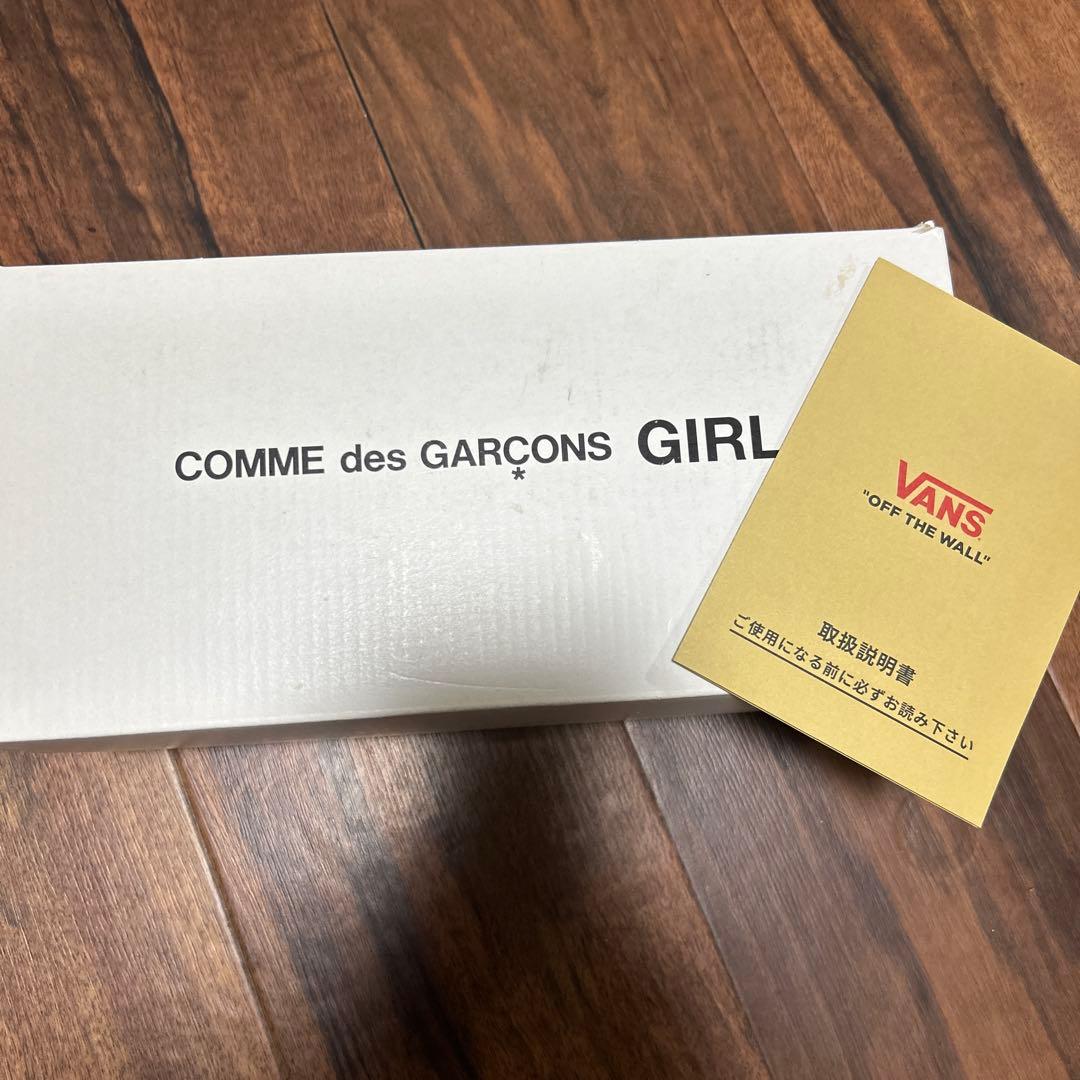 COMME des GARÇONS GIRL
*
VANS
"OFF THE WALL"
取扱説明書
ご使用になる前に必ずお読み下さい